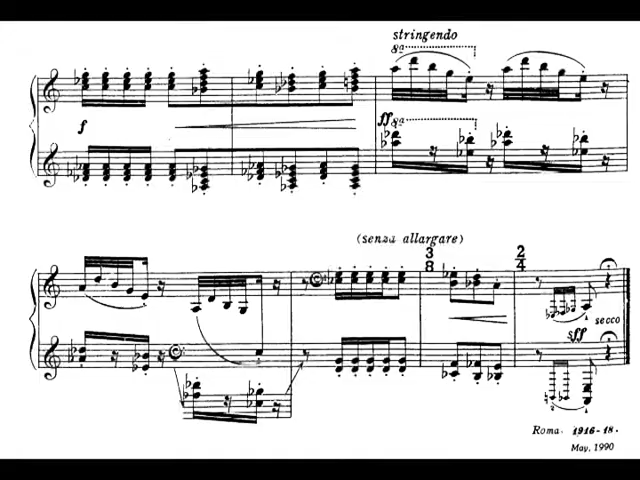 stringendo
8ª
f
ff
8ª
(senza allargare)
3
8
2
4
secco
sff
Roma. 1916-18.
May, 1990